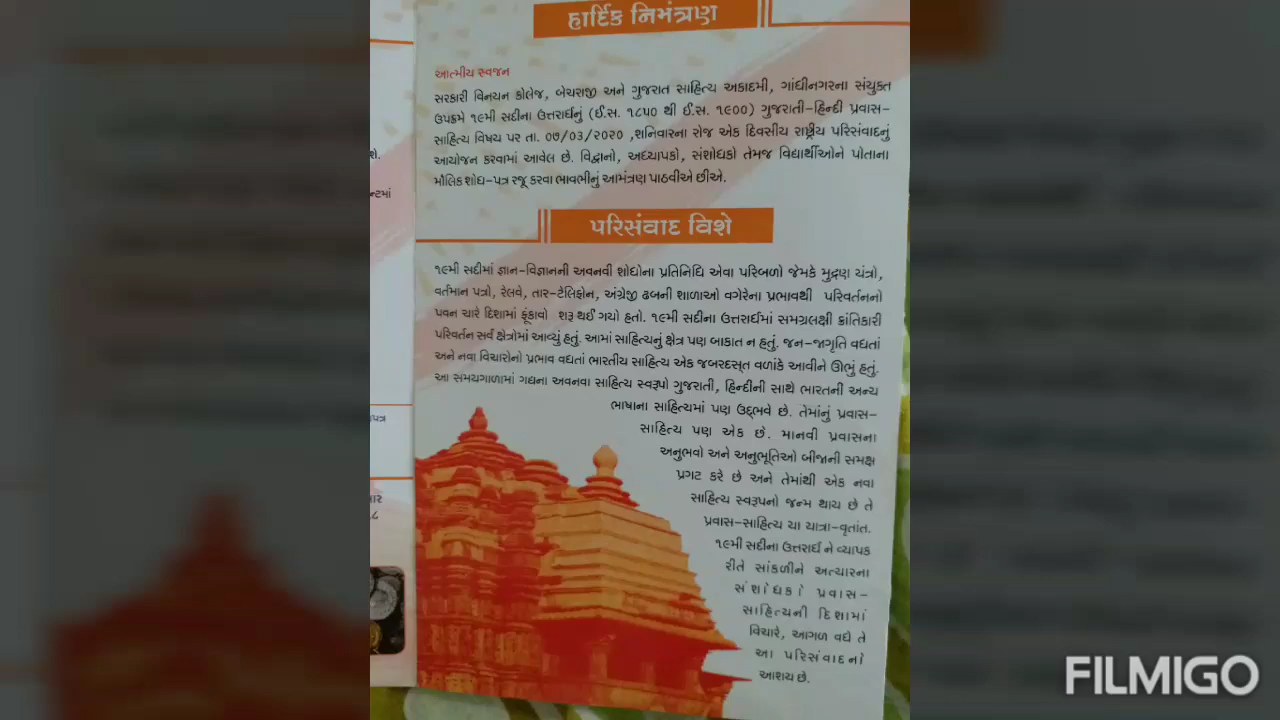 હાર્દિક નિમંત્રણ
આત્મીય સ્વજન
સરકારી વિનયન કોલેજ, બેચરાજી અને ગુજરાત સાહિત્ય અકાદમી, ગાંધીનગરના સંયુક્ત
ઉપક્રમે ૧૯મી સદીના ઉત્તરાર્ધનું (ઈ.સ. ૧૮૫૦ થી ઈ.સ. ૧૯૦૦) ગુજરાતી-હિન્દી પ્રવાસ-
સાહિત્ય વિષય પર તા. ૦૭/૦૩/૨૦૨૦ ,શનિવારના રોજ એક દિવસીય રાષ્ટ્રીય પરિસંવાદનું
આયોજન કરવામાં આવેલ છે. વિદ્વાનો, અધ્યાપકો, સંશોધકો તેમજ વિદ્યાર્થીઓને પોતાના
મૌલિક શોધ-પત્ર રજૂ કરવા ભાવભીનું આમંત્રણ પાઠવીએ છીએ.
પરિસંવાદ વિશે
૧૯મી સદીમાં જ્ઞાન-વિજ્ઞાનની અવનવી શોધોના પ્રતિનિધિ એવા પરિબળો જેમકે મુદ્રણ યંત્રો,
વર્તમાન પત્રો, રેલવે, તાર-ટેલિફોન, અંગ્રેજી ઢબની શાળાઓ વગેરેના પ્રભાવથી પરિવર્તનનો
પવન ચારે દિશામાં ફૂંકાવો શરૂ થઈ ગયો હતો. ૧૯મી સદીના ઉત્તરાર્ધમાં સમગ્રલક્ષી ક્રાંતિકારી
પરિવર્તન સર્વ ક્ષેત્રોમાં આવ્યું હતું. આમાં સાહિત્યનું ક્ષેત્ર પણ બાકાત ન હતું. જન-જાગૃતિ વધતાં
અને નવા વિચારોનો પ્રભાવ વધતાં ભારતીય સાહિત્ય એક જબરદસ્ત વળાંકે આવીને ઊભું હતું.
આ સમયગાળામાં ગદ્યના અવનવા સાહિત્ય સ્વરૂપો ગુજરાતી, હિન્દીની સાથે ભારતની અન્ય
ભાષાના સાહિત્યમાં પણ ઉદ્દભવે છે. તેમાંનું પ્રવાસ-
સાહિત્ય પણ એક છે. માનવી પ્રવાસના
અનુભવો અને અનુભૂતિઓ બીજાની સમક્ષ
પ્રગટ કરે છે અને તેમાંથી એક નવા
સાહિત્ય સ્વરૂપનો જન્મ થાય છે તે
પ્રવાસ-સાહિત્ય યા યાત્રા-વૃતાંત.
૧૯મી સદીના ઉત્તરાર્ધ ને વ્યાપક
રીતે સાંકળીને અત્યારના
સંશોધકો પ્રવાસ-
સાહિત્યની દિશામાં
વિચારે, આગળ વધે તે
આ પરિસંવાદનો
આશય છે.
FILMIGO